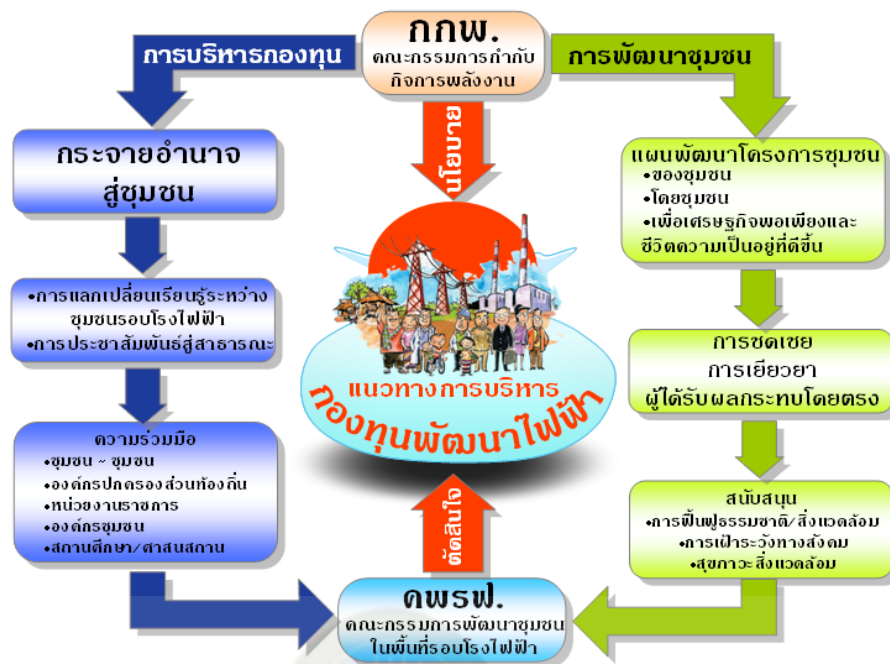 กกพ.
คณะกรรมการกำกับ
กิจการพลังงาน
การบริหารกองทุน
การพัฒนาชุมชน
นโยบาย
กระจายอำนาจ
สู่ชุมชน
•การแลกเปลี่ยนเรียนรู้ระหว่าง
ชุมชนรอบโรงไฟฟ้า
•การประชาสัมพันธ์สู่สาธารณะ
ความร่วมมือ
•ชุมชน ~ ชุมชน
•องค์กรปกครองส่วนท้องถิ่น
•หน่วยงานราชการ
•องค์กรชุมชน
•สถานศึกษา/ศาสนสถาน
แนวทางการบริหาร
กองทุนพัฒนาไฟฟ้า
ตัดสินใจ
แผนพัฒนาโครงการชุมชน
•ของชุมชน
•โดยชุมชน
•เพื่อเศรษฐกิจพอเพียงและ
ชีวิตความเป็นอยู่ที่ดีขึ้น
การชดเชย
การเยียวยา
ผู้ได้รับผลกระทบโดยตรง
สนับสนุน
•การฟื้นฟูธรรมชาติ/สิ่งแวดล้อม
•การเฝ้าระวังทางสังคม
•สุขภาวะสิ่งแวดล้อม
คพรฟ.
คณะกรรมการพัฒนาชุมชน
ในพื้นที่รอบโรงไฟฟ้า